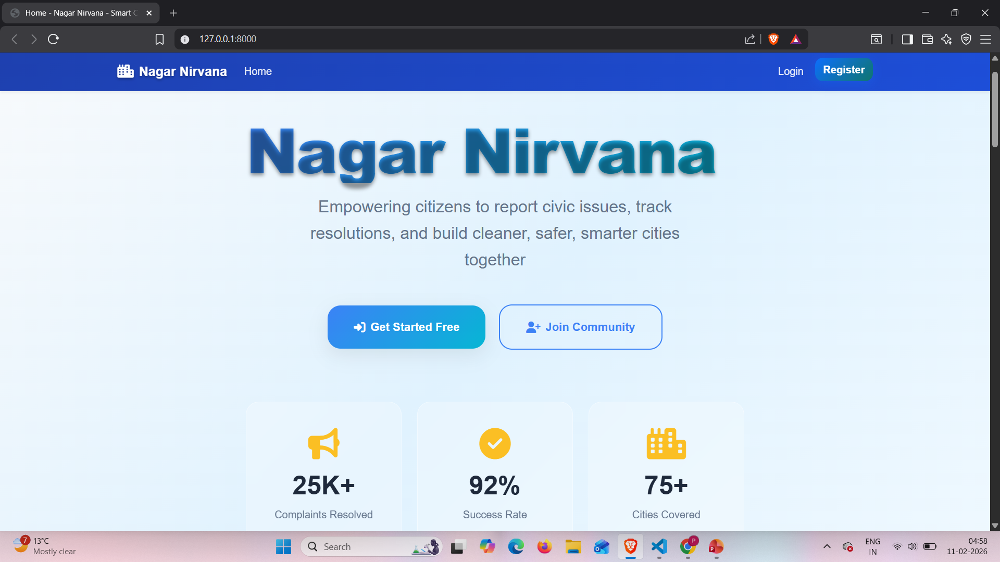 Home - Nagar Nirvana - Smart C
127.0.0.1:8000
Nagar Nirvana
Home
Login
Register
Nagar Nirvana
Empowering citizens to report civic issues, track
resolutions, and build cleaner, safer, smarter cities
together
Get Started Free
Join Community
25K+
Complaints Resolved
92%
Success Rate
75+
Cities Covered
7
13°C
Mostly clear
Search
P
P
ENG
IN
04:58
11-02-2026